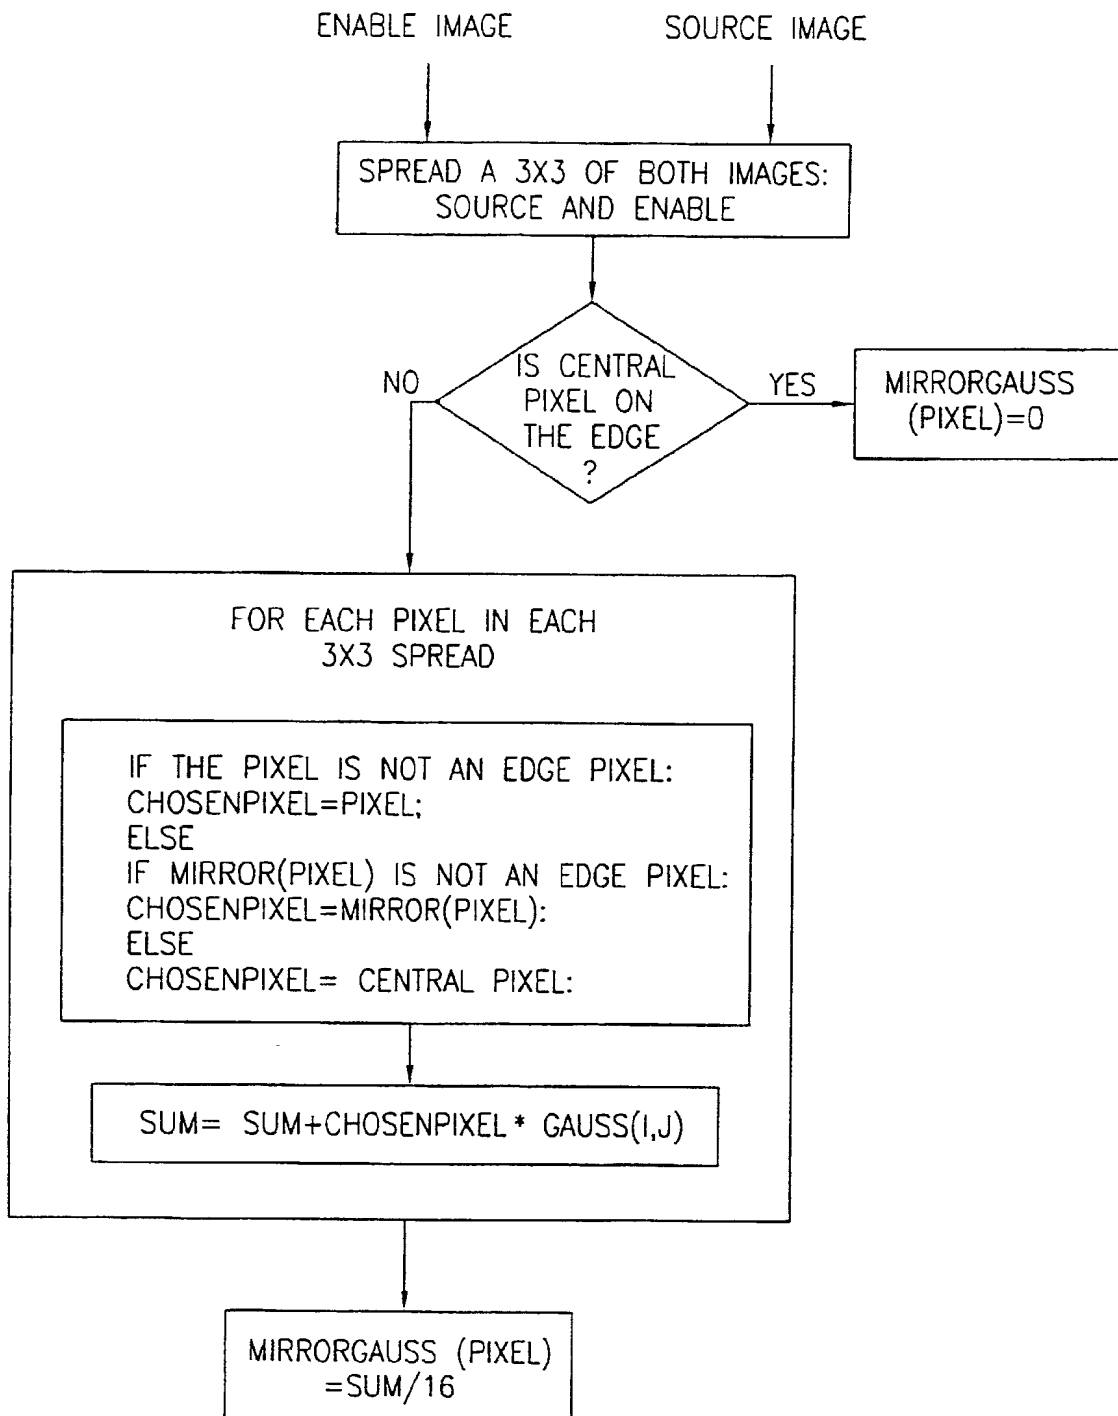 ENABLE IMAGE
SOURCE IMAGE
SPREAD A 3X3 OF BOTH IMAGES:
SOURCE AND ENABLE
IS CENTRAL
PIXEL ON
THE EDGE
?
NO
YES
MIRRORGAUSS
(PIXEL)=0
FOR EACH PIXEL IN EACH
3X3 SPREAD
IF THE PIXEL IS NOT AN EDGE PIXEL:
CHOSENPIXEL=PIXEL;
ELSE
IF MIRROR(PIXEL) IS NOT AN EDGE PIXEL:
CHOSENPIXEL=MIRROR(PIXEL):
ELSE
CHOSENPIXEL= CENTRAL PIXEL:
SUM= SUM+CHOSENPIXEL* GAUSS(I,J)
MIRRORGAUSS (PIXEL)
=SUM/16